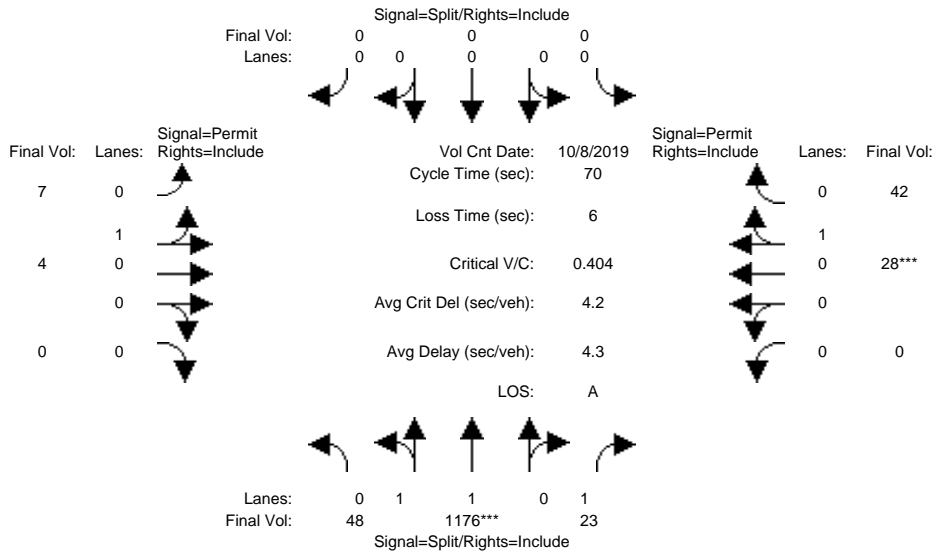 Signal=Split/Rights=Include
Final Vol: 0 0 0
Lanes: 0 0 0 0 0
Signal=Permit Signal=Permit
Final Vol: Lanes: Rights=Include Vol Cnt Date: 10/8/2019 Rights=Include Lanes: Final Vol:
Cycle Time (sec): 70
7 0 0 42
Loss Time (sec): 6
1 1
4 0 Critical V/C: 0.404 0 28***
0 Avg Crit Del (sec/veh): 4.2 0
0 0 Avg Delay (sec/veh): 4.3 0 0
LOS: A
Lanes: 0 1 1 0 1
Final Vol: 48 1176*** 23
Signal=Split/Rights=Include